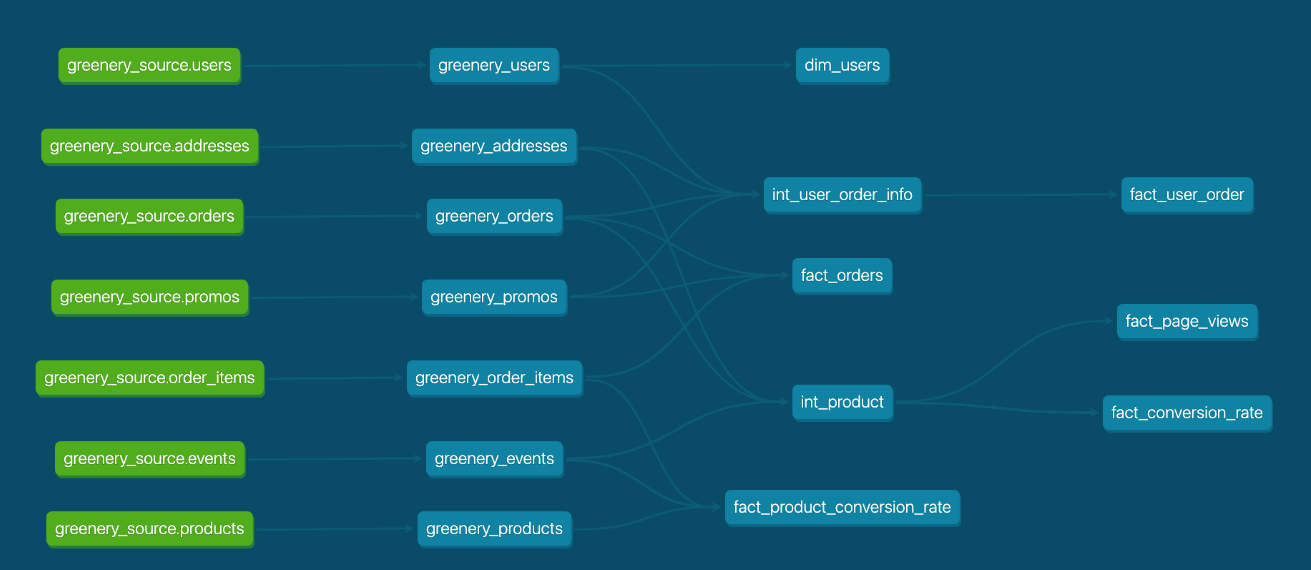 greenery_source.users
greenery_users
dim_users
greenery_source.addresses
greenery_addresses
int_user_order_info
fact_user_order
greenery_source.orders
greenery_orders
fact_orders
greenery_source.promos
greenery_promos
fact_page_views
greenery_source.order_items
greenery_order_items
int_product
fact_conversion_rate
greenery_source.events
greenery_events
fact_product_conversion_rate
greenery_source.products
greenery_products